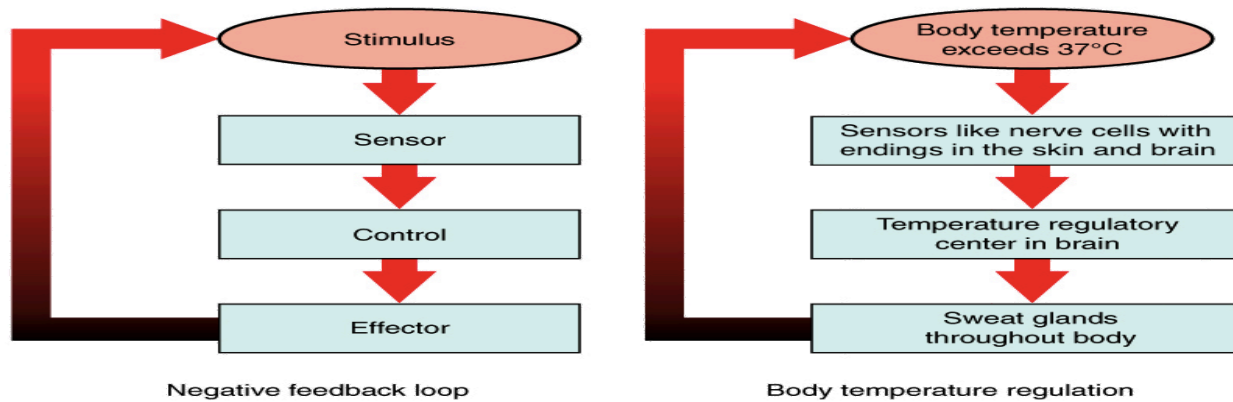 Stimulus
Sensor
Control
Effector
Negative feedback loop
Body temperature
exceeds 37°C
Sensors like nerve cells with
endings in the skin and brain
Temperature regulatory
center in brain
Sweat glands
throughout body
Body temperature regulation